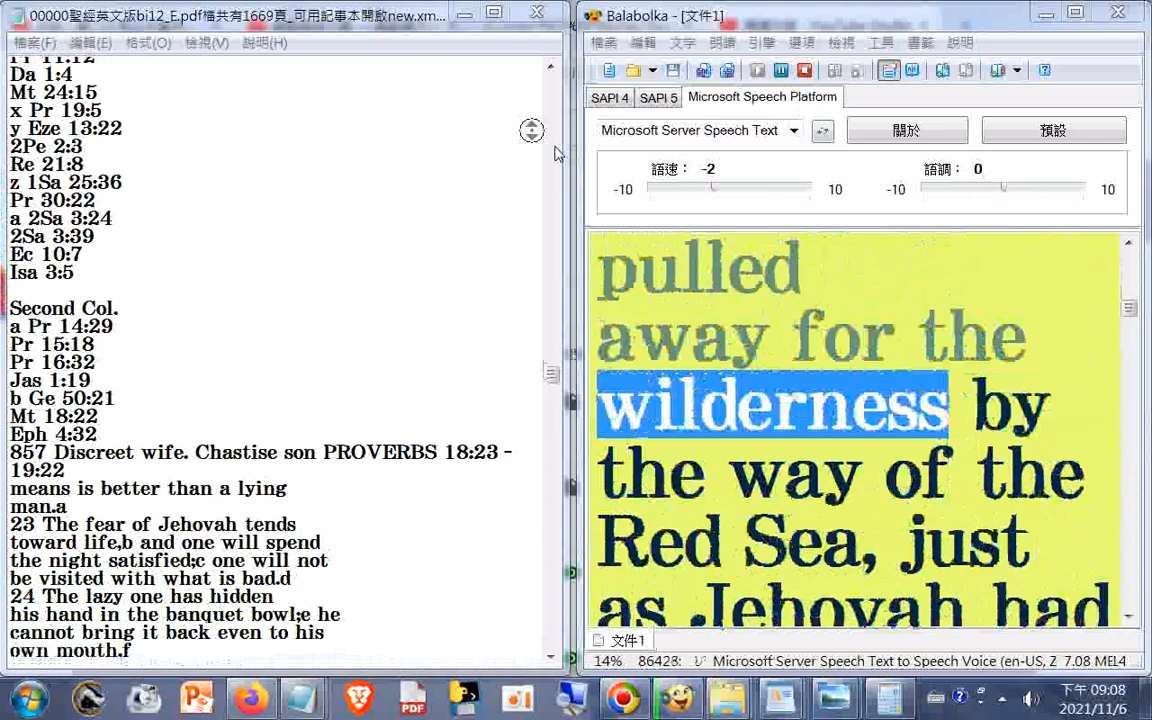 00000聖經英文版bi12_E.pdf檔共有1669頁_可用記事本開啟new.xm...
檔案(F) 編輯(E) 格式(O) 檢視(V) 說明(H)
Pr 11:12
Da 1:4
Mt 24:15
x Pr 19:5
y Eze 13:22
2Pe 2:3
Re 21:8
z 1Sa 25:36
Pr 30:22
a 2Sa 3:24
2Sa 3:39
Ec 10:7
Isa 3:5
Second Col.
a Pr 14:29
Pr 15:18
Pr 16:32
Jas 1:19
b Ge 50:21
Mt 18:22
Eph 4:32
857 Discreet wife. Chastise son PROVERBS 18:23 -
19:22
means is better than a lying
man.a
23 The fear of Jehovah tends
toward life,b and one will spend
the night satisfied;c one will not
be visited with what is bad.d
24 The lazy one has hidden
his hand in the banquet bowl;e he
cannot bring it back even to his
own mouth.f
Balabolka - [文件1]
檔案 編輯 文字 朗讀 引擎 選項 檢視 工具 書籤 說明
SAPI 4 SAPI 5 Microsoft Speech Platform
Microsoft Server Speech Text 關於 預設
語速： -2 語調： 0
-10 10 -10 10
pulled
away for the
wilderness by
the way of the
Red Sea, just
as Jehovah had
文件1
14% Microsoff Server Speech Text to Speech Voice (en-US, Z 7.08 MEL4
PDF
下午 09:08
2021/11/6